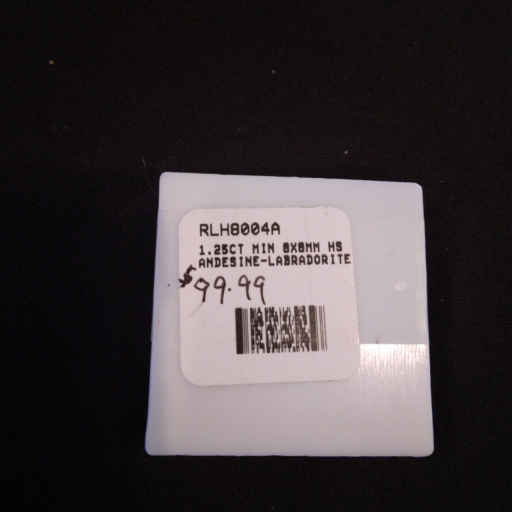 RLH8004A
1.25CT MIN 8X8MM HS
ANDESINE-LABRADORITE
$99.99